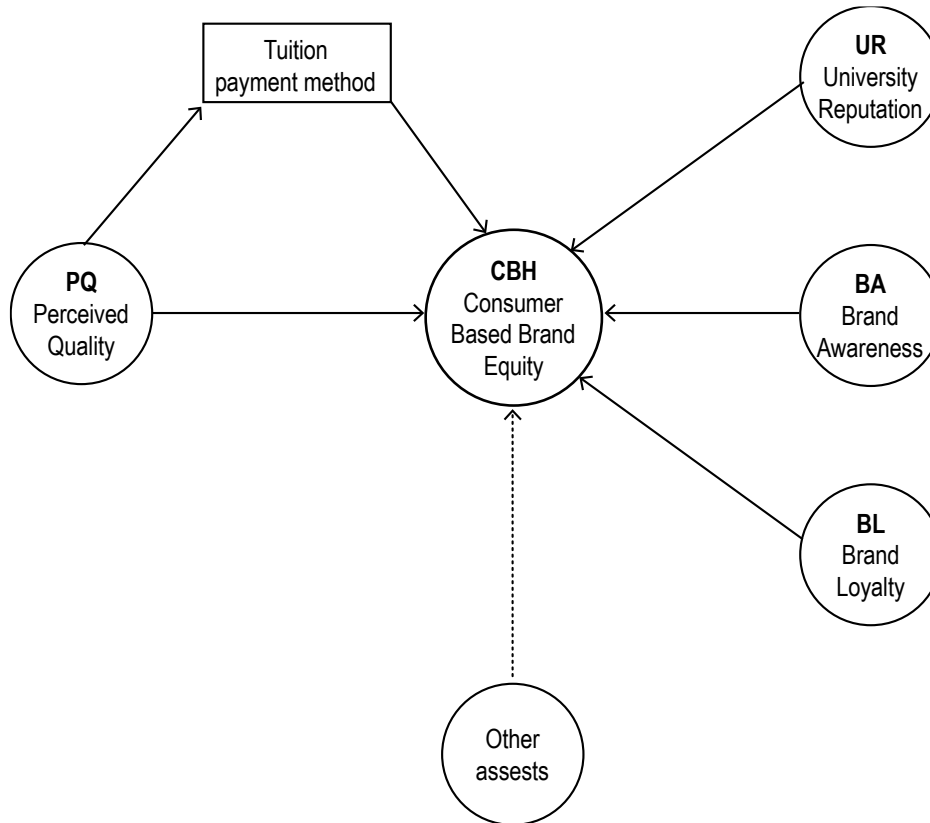 Tuition
payment method
UR
University
Reputation
PQ
Perceived
Quality
CBH
Consumer
Based Brand
Equity
BA
Brand
Awareness
BL
Brand
Loyalty
Other
assests